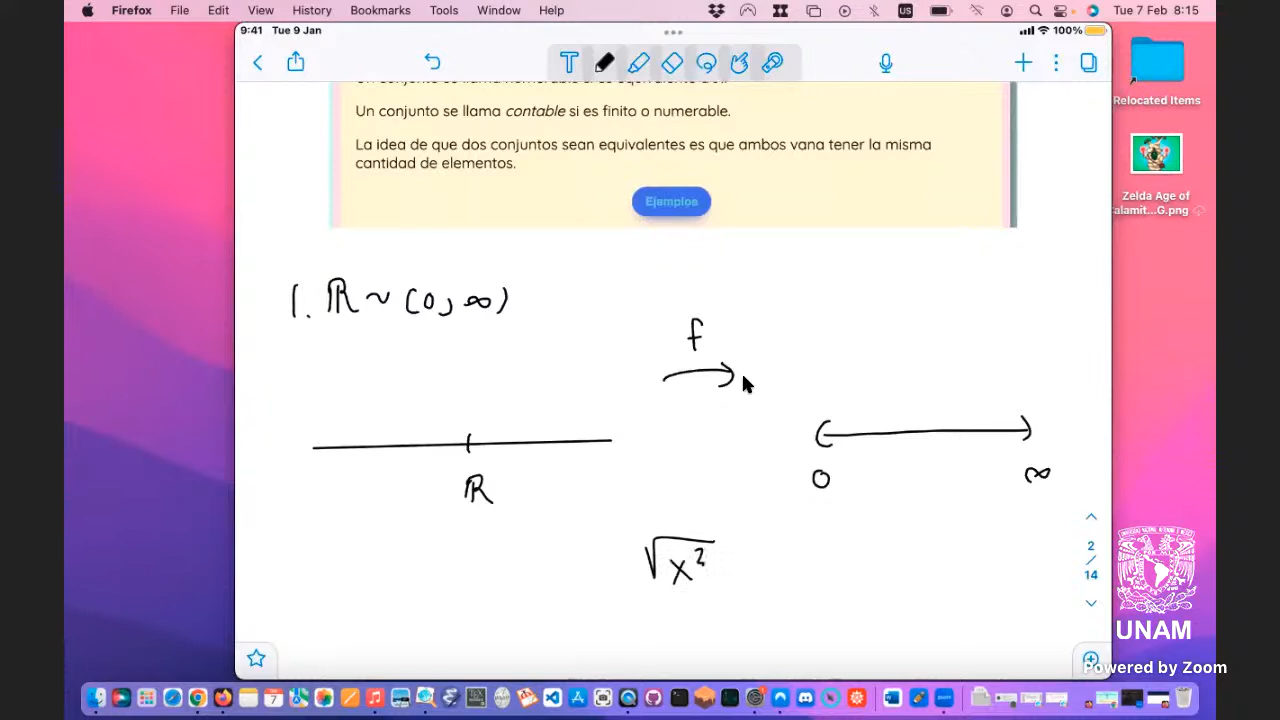 Firefox File Edit View History Bookmarks Tools Window Help Tue 7 Feb 8:15
9:41 Tue 9 Jan 100%
Un conjunto se llama contable si es finito o numerable.
La idea de que dos conjuntos sean equivalentes es que ambos vana tener la misma
cantidad de elementos.
Ejemplos
1. ℝ ~ (0, ∞)
f
0
∞
ℝ
√x²
2
/
14
Relocated Items
Zelda Age of
Calamit...G.png
UNAM
Powered by Zoom